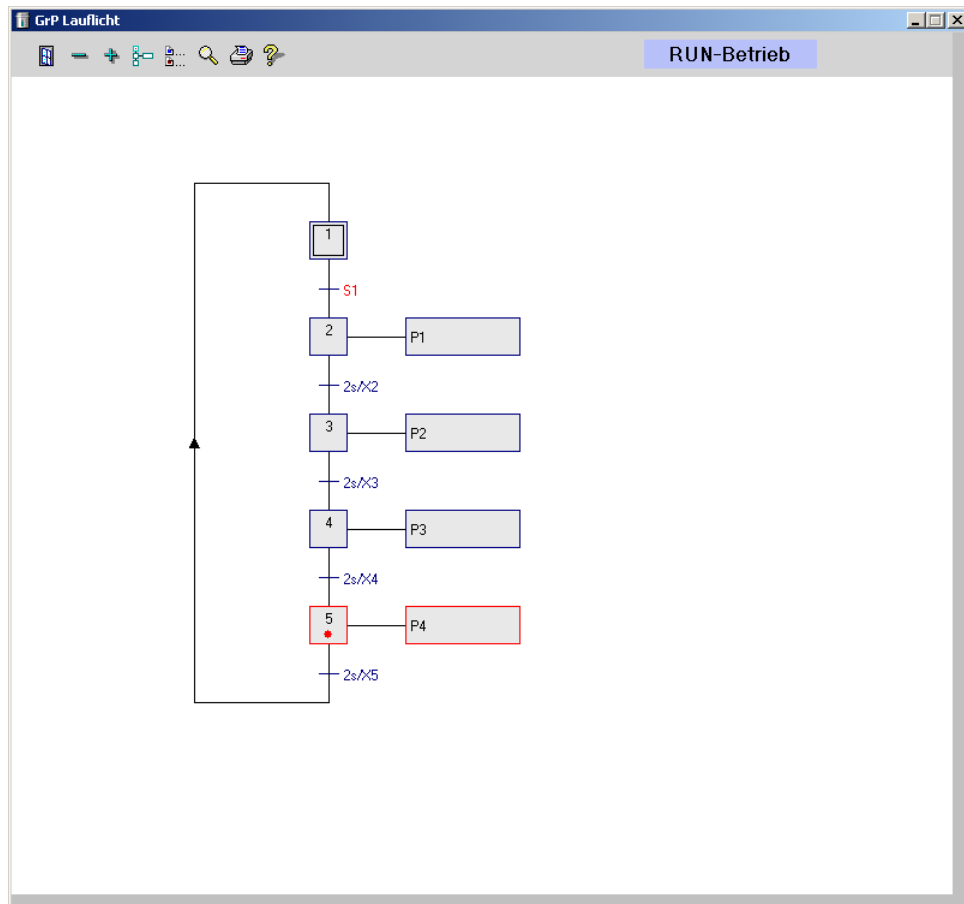 GrP Lauflicht
RUN-Betrieb
1
S1
2 P1
2s/X2
3 P2
2s/X3
4 P3
2s/X4
5 P4
2s/X5